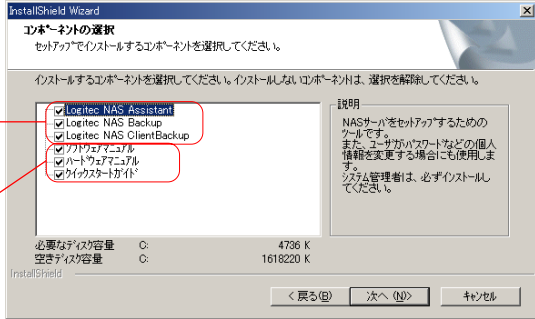 InstallShield Wizard
コンポーネントの選択
セットアップでインストールするコンポーネントを選択してください。
インストールするコンポーネントを選択してください。インストールしないコンポーネントは、選択を解除してください。
Logitec NAS Assistant
Logitec NAS Backup
Logitec NAS ClientBackup
ソフトウェアマニュアル
ハードウェアマニュアル
クイックスタートガイド
説明
NASサーバをセットアップするための
ツールです。
また、ユーザがパスワードなどの個人
情報を変更する場合にも使用しま
す。
システム管理者は、必ずインストールし
てください。
必要なディスク容量 C: 4736 K
空きディスク容量 C: 1618220 K
InstallShield
< 戻る(B) 次へ (N)> キャンセル